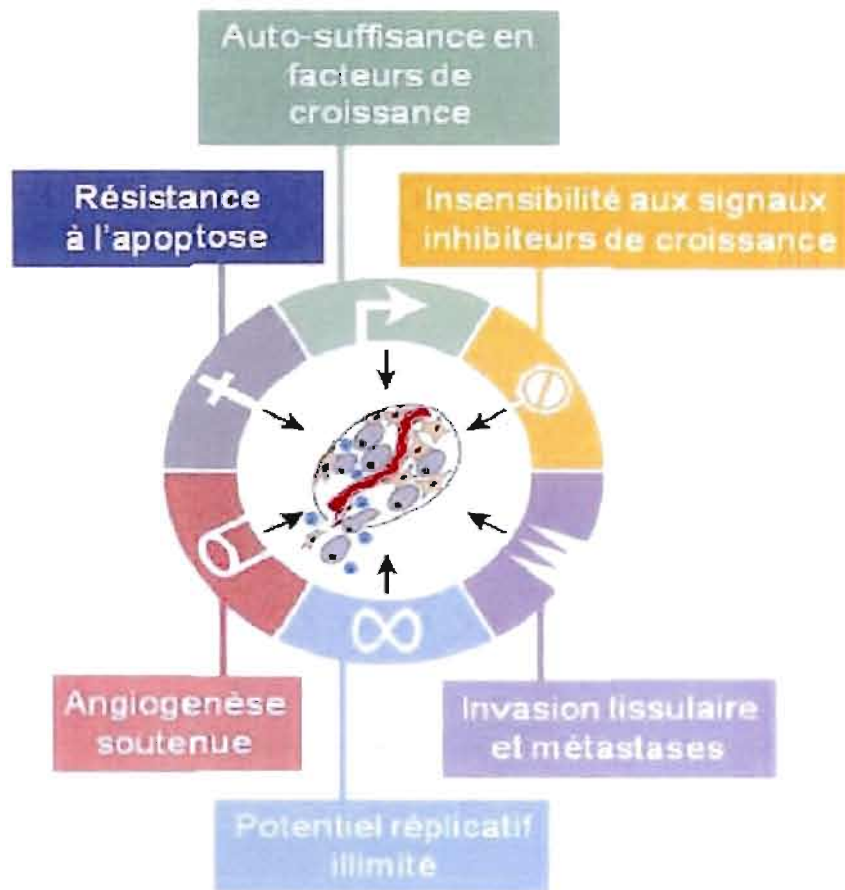 Auto-suffisance en
facteurs de
croissance
Résistance
à l'apoptose
Insensibilité aux signaux
inhibiteurs de croissance
Angiogenèse
soutenue
Invasion tissulaire
et métastases
Potentiel réplicatif
illimité